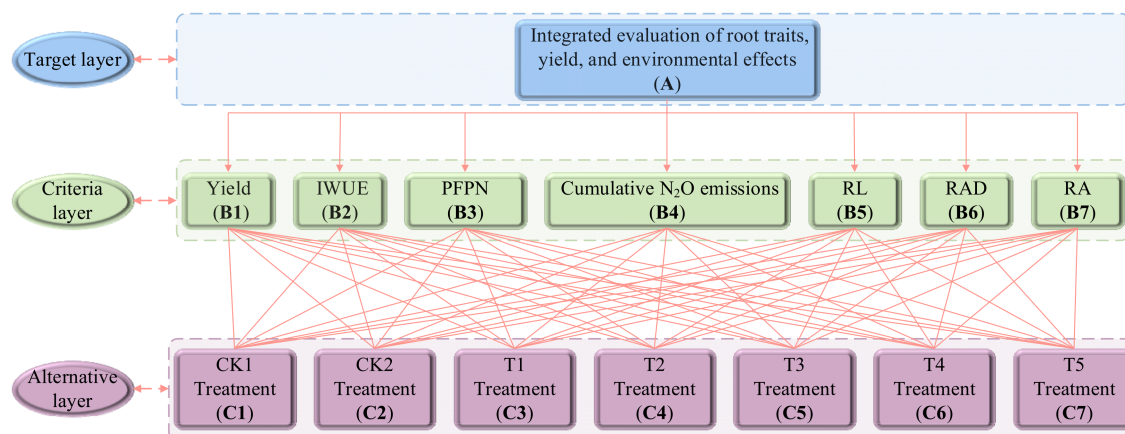 Target layer
Integrated evaluation of root traits,
yield, and environmental effects
(A)
Criteria
layer
Yield
(B1)
IWUE
(B2)
PFPN
(B3)
Cumulative N₂O emissions
(B4)
RL
(B5)
RAD
(B6)
RA
(B7)
Alternative
layer
CK1
Treatment
(C1)
CK2
Treatment
(C2)
T1
Treatment
(C3)
T2
Treatment
(C4)
T3
Treatment
(C5)
T4
Treatment
(C6)
T5
Treatment
(C7)